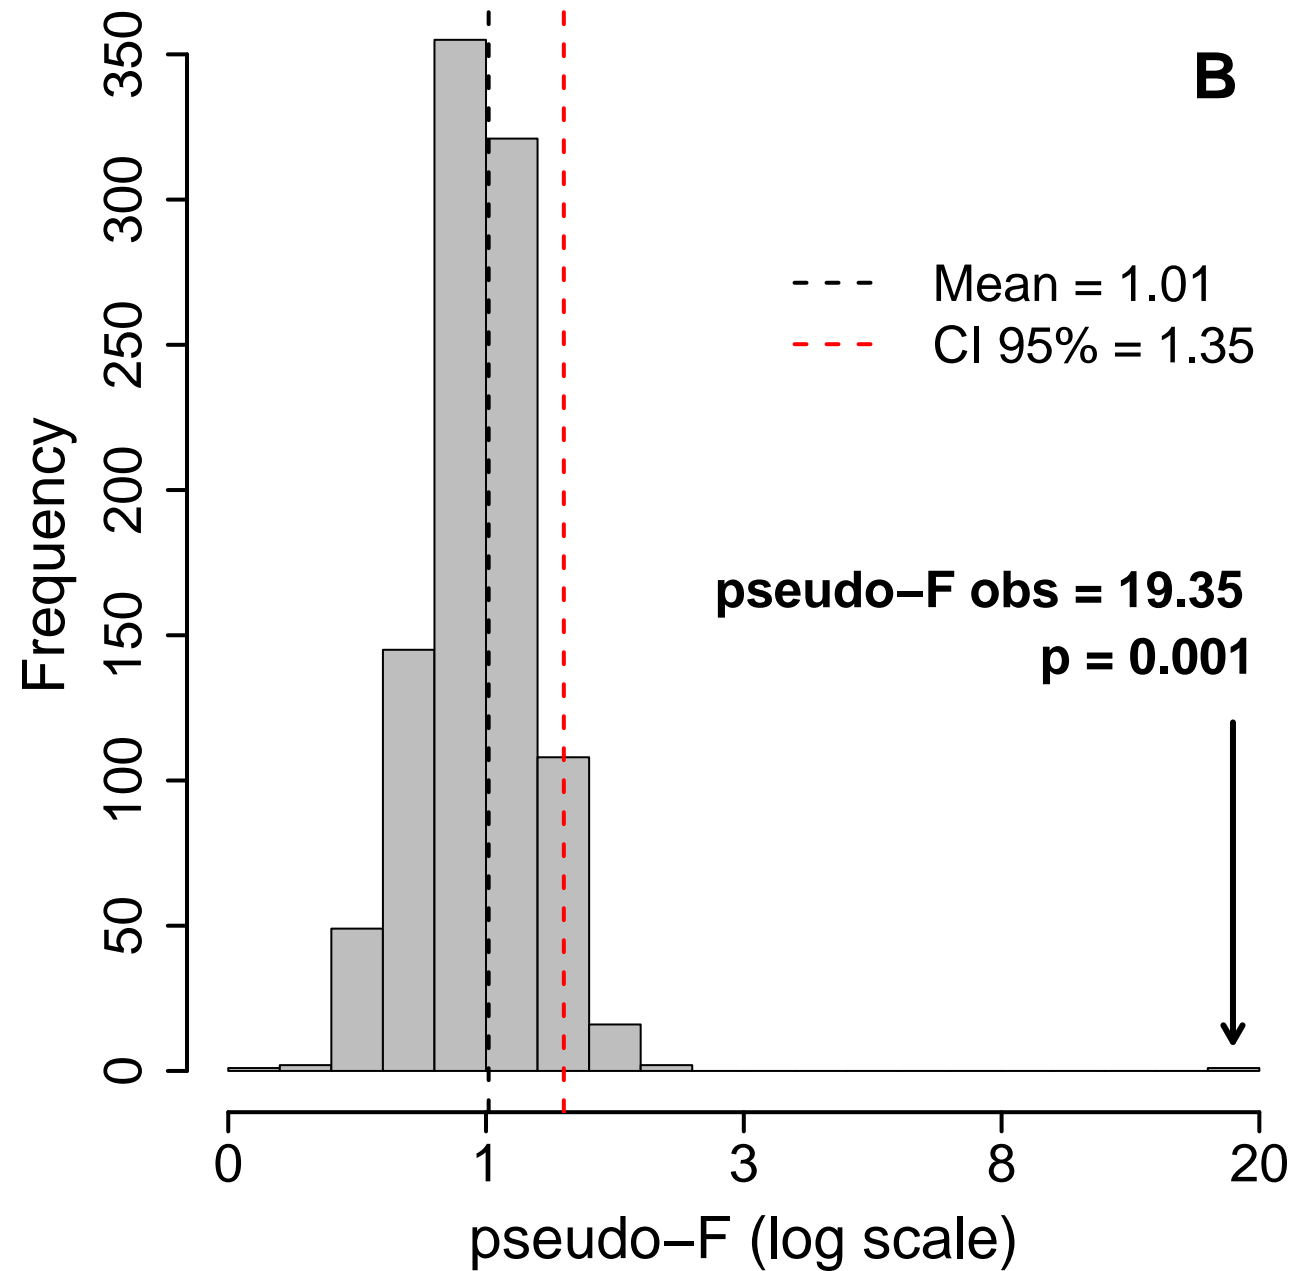 B
350
300
250
200
150
100
50
0
Frequency
Mean = 1.01
CI 95% = 1.35
pseudo−F obs = 19.35
p = 0.001
0 1 3 8 20
pseudo−F (log scale)